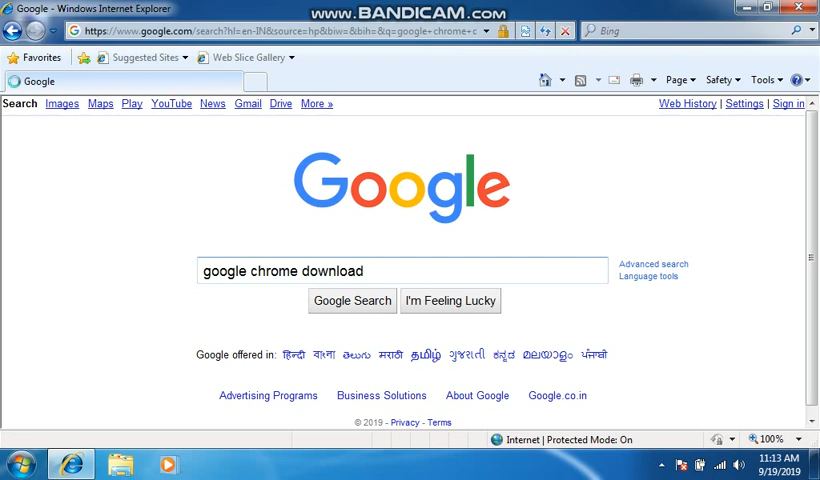 Google - Windows Internet Explorer
WWW.BANDICAM.COM
https://www.google.com/search?hl=en-IN&source=hp&biw=&bih=&q=google+chrome+c
Bing
Favorites
Suggested Sites
Web Slice Gallery
Google
Page
Safety
Tools
Search Images Maps Play YouTube News Gmail Drive More »
Web History | Settings | Sign in
Google
google chrome download
Advanced search
Language tools
Google Search
I'm Feeling Lucky
Google offered in: हिन्दी বাংলা తెలుగు मराठी தமிழ் ગુજરાતી ಕನ್ನಡ മലയാളം ਪੰਜਾਬੀ
Advertising Programs Business Solutions About Google Google.co.in
© 2019 - Privacy - Terms
Internet | Protected Mode: On
100%
11:13 AM
9/19/2019